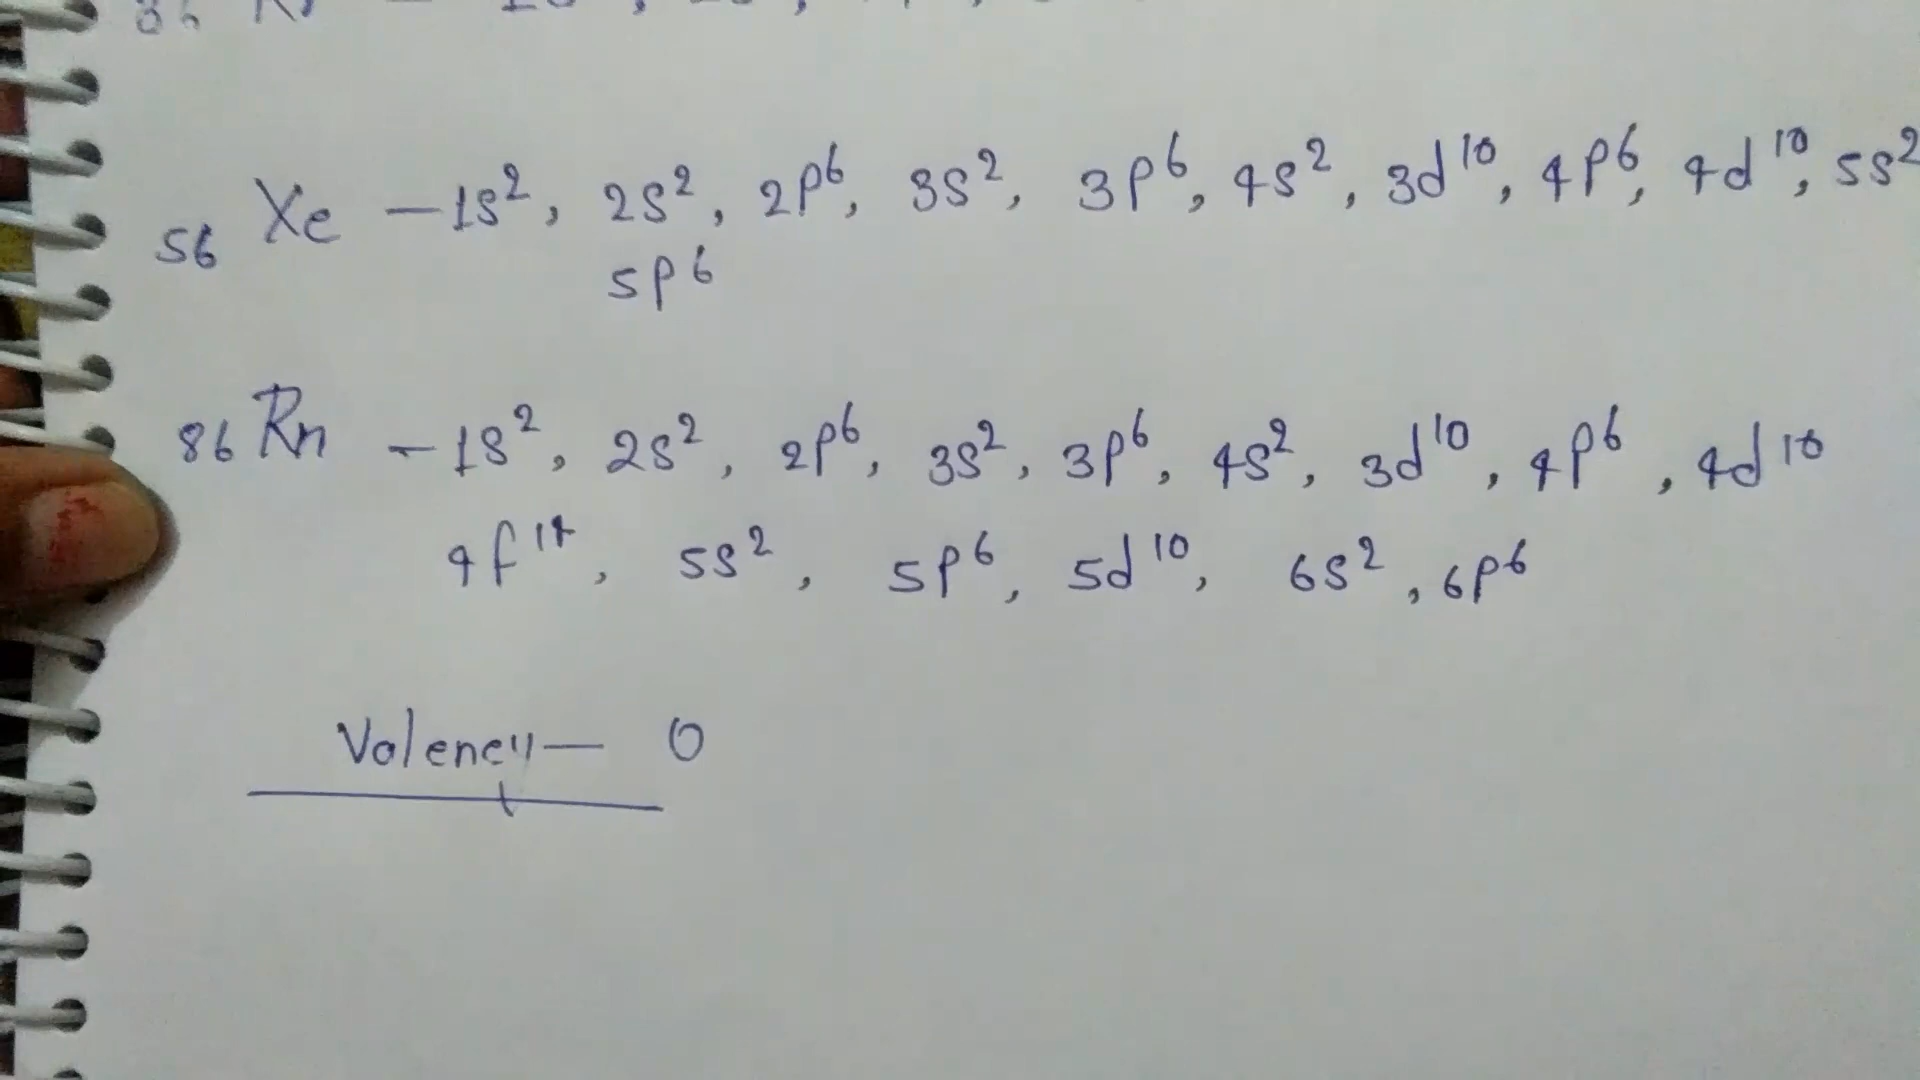 56 Xe – 1s², 2s², 2p⁶, 3s², 3p⁶, 4s², 3d¹⁰, 4p⁶, 4d¹⁰, 5s²
5p⁶
86 Rn – 1s², 2s², 2p⁶, 3s², 3p⁶, 4s², 3d¹⁰, 4p⁶, 4d¹⁰
4f¹⁴, 5s², 5p⁶, 5d¹⁰, 6s², 6p⁶
Valency – 0